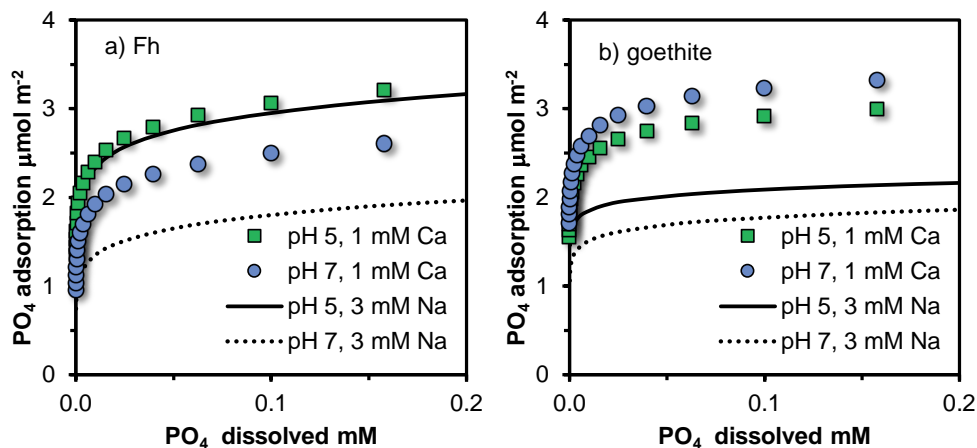 a) Fh
PO4 adsorption µmol m-2
4
3
2
1
0
pH 5, 1 mM Ca
pH 7, 1 mM Ca
pH 5, 3 mM Na
pH 7, 3 mM Na
0.0 0.1 0.2
PO4 dissolved mM
b) goethite
PO4 adsorption µmol m-2
4
3
2
1
0
pH 5, 1 mM Ca
pH 7, 1 mM Ca
pH 5, 3 mM Na
pH 7, 3 mM Na
0.0 0.1 0.2
PO4 dissolved mM